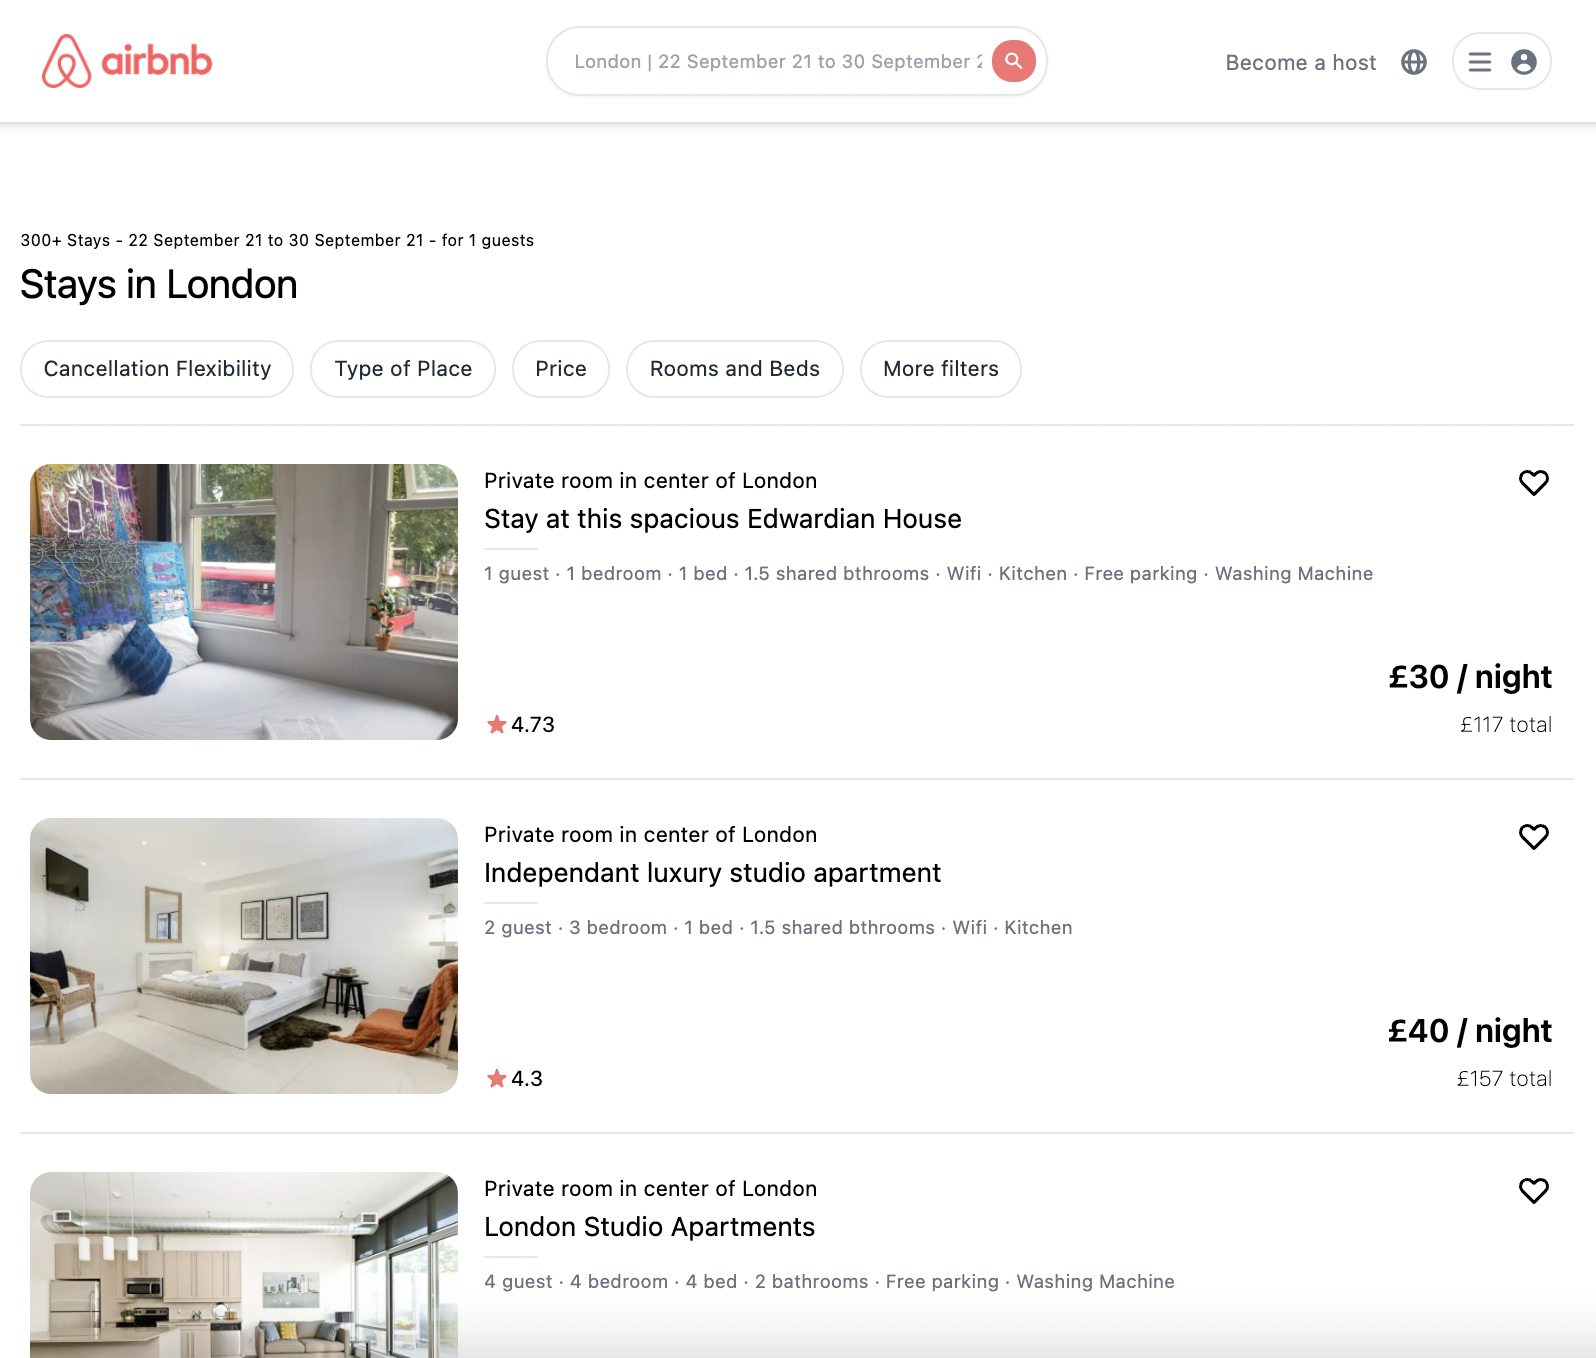 airbnb
London | 22 September 21 to 30 September
Become a host
300+ Stays - 22 September 21 to 30 September 21 - for 1 guests
Stays in London
Cancellation Flexibility
Type of Place
Price
Rooms and Beds
More filters
Private room in center of London
Stay at this spacious Edwardian House
1 guest · 1 bedroom · 1 bed · 1.5 shared bthrooms · Wifi · Kitchen · Free parking · Washing Machine
£30 / night
4.73
£117 total
Private room in center of London
Independant luxury studio apartment
2 guest · 3 bedroom · 1 bed · 1.5 shared bthrooms · Wifi · Kitchen
£40 / night
4.3
£157 total
Private room in center of London
London Studio Apartments
4 guest · 4 bedroom · 4 bed · 2 bathrooms · Free parking · Washing Machine